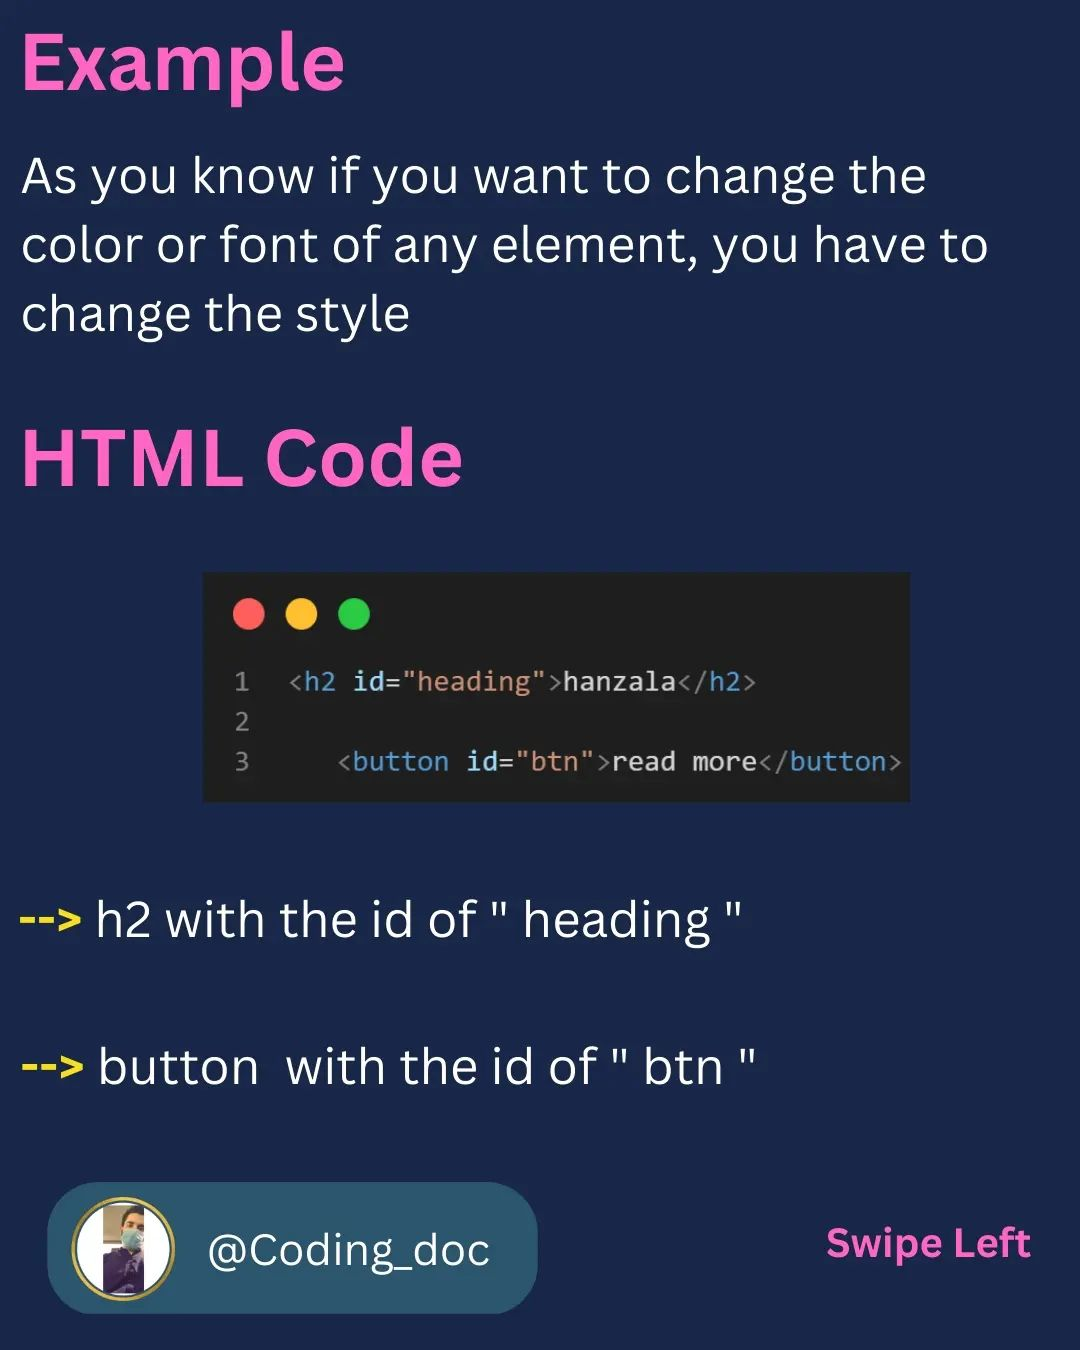 Example
As you know if you want to change the
color or font of any element, you have to
change the style
HTML Code
1 <h2 id="heading">hanzala</h2>
2
3 <button id="btn">read more</button>
--> h2 with the id of " heading "
--> button  with the id of " btn "
@Coding_doc
Swipe Left